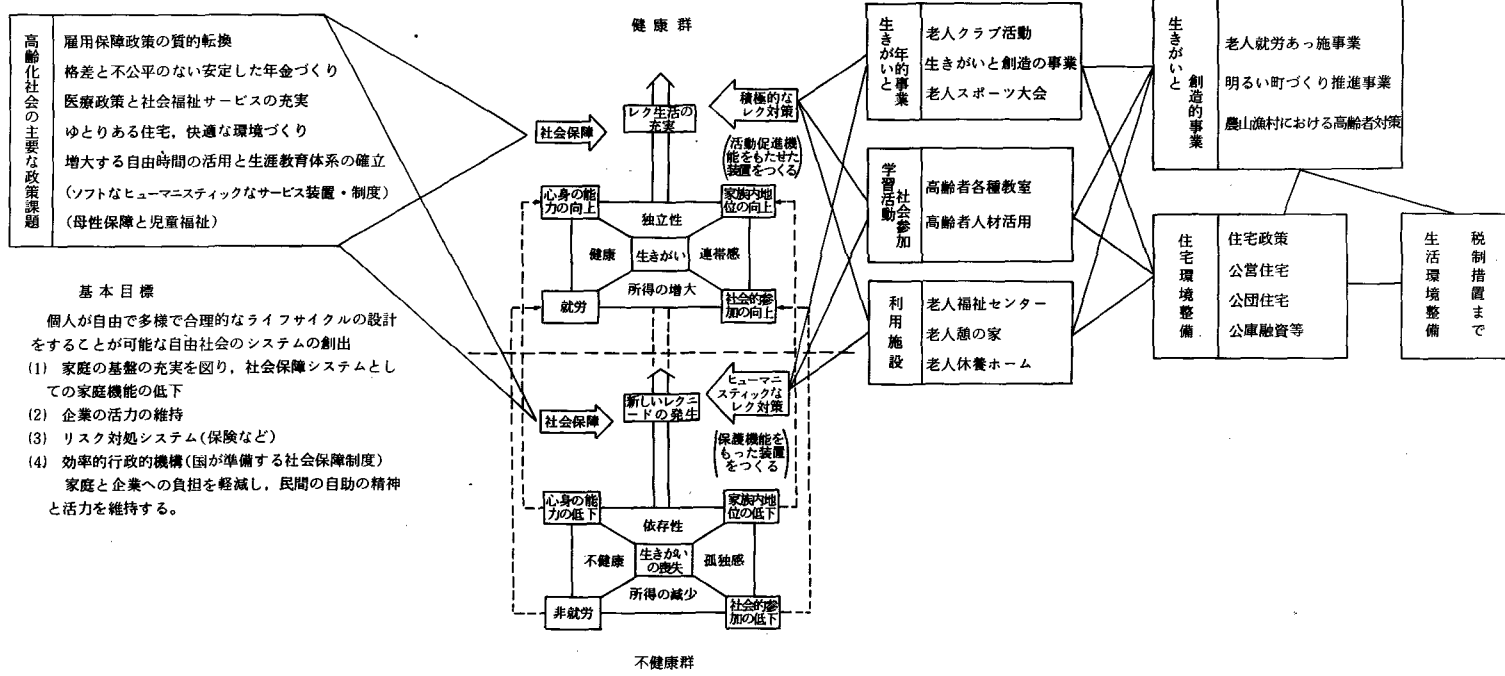 高齢化社会の主要な政策課題
雇用保障政策の質的転換
格差と不公平のない安定した年金づくり
医療政策と社会福祉サービスの充実
ゆとりある住宅，快適な環境づくり
増大する自由時間の活用と生涯教育体系の確立
(ソフトなヒューマニスティックなサービス装置・制度)
(母性保障と児童福祉)
基本目標
個人が自由で多様で合理的なライフサイクルの設計
をすることが可能な自由社会のシステムの創出
(1) 家庭の基盤の充実を図り，社会保障システムとし
ての家庭機能の低下
(2) 企業の活力の維持
(3) リスク対処システム(保険など)
(4) 効率的行政的機構(国が準備する社会保障制度)
家庭と企業への負担を軽減し，民間の自助の精神
と活力を維持する。
健康群
社会保障
レク生活の
充実
積極的な
レク対策
(活動促進機
能をもたせた
装置をつくる)
心身の能
力の向上
家族内地
位の向上
独立性
健康
生きがい
連帯感
所得の増大
就労
社会的参
加の向上
社会保障
新しいレクニ
ードの発生
ヒューマニ
スティックな
レク対策
(保護機能を
もった装置
をつくる)
心身の能
力の低下
家族内地
位の低下
依存性
不健康
生きがい
の喪失
孤独感
所得の減少
非就労
社会的参
加の低下
不健康群
生きがいと
年的事業
老人クラブ活動
生きがいと創造の事業
老人スポーツ大会
学習活動
社会参加
高齢者各種教室
高齢者人材活用
利用施設
老人福祉センター
老人憩の家
老人休養ホーム
生きがいと
創造的事業
老人就労あっ施事業
明るい町づくり推進事業
農山漁村における高齢者対策
住宅環境整備
住宅政策
公営住宅
公団住宅
公庫融資等
税制措置まで
生活環境整備